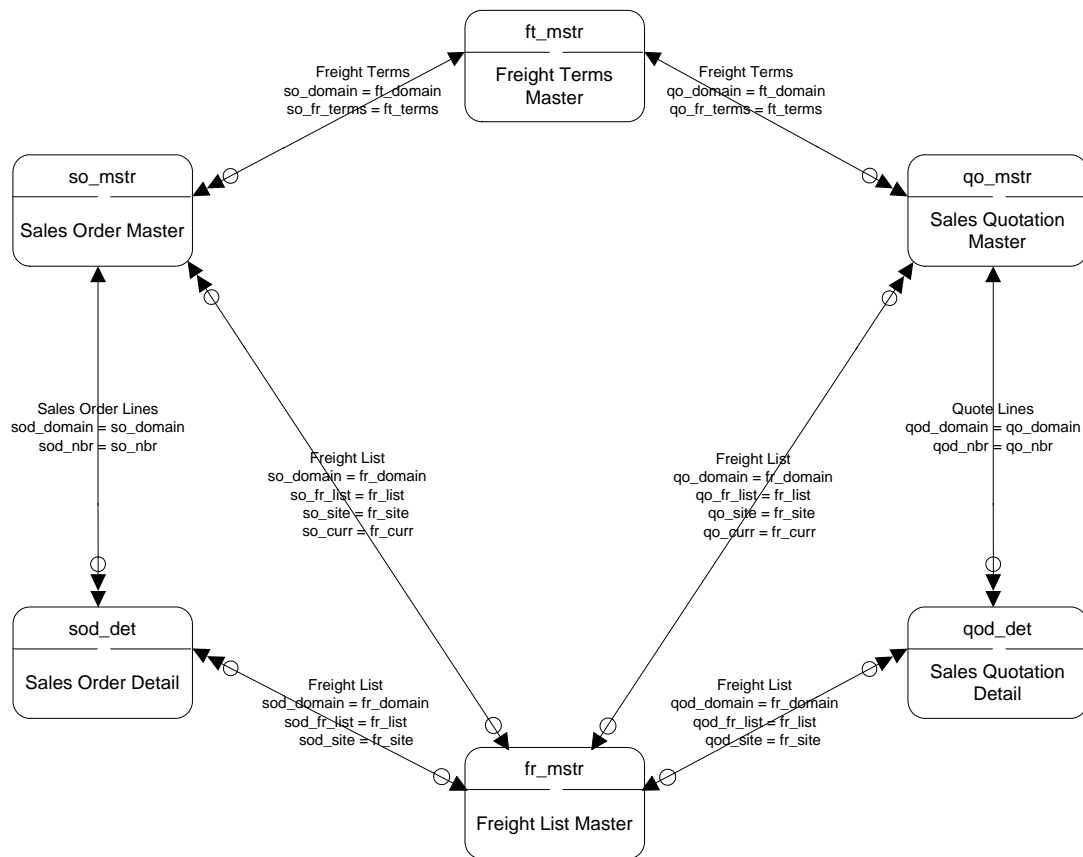 ft_mstr
Freight Terms
Master
Freight Terms
so_domain = ft_domain
so_fr_terms = ft_terms
Freight Terms
qo_domain = ft_domain
qo_fr_terms = ft_terms
so_mstr
Sales Order Master
qo_mstr
Sales Quotation
Master
Sales Order Lines
sod_domain = so_domain
sod_nbr = so_nbr
Quote Lines
qod_domain = qo_domain
qod_nbr = qo_nbr
Freight List
so_domain = fr_domain
so_fr_list = fr_list
so_site = fr_site
so_curr = fr_curr
Freight List
qo_domain = fr_domain
qo_fr_list = fr_list
qo_site = fr_site
qo_curr = fr_curr
sod_det
Sales Order Detail
qod_det
Sales Quotation
Detail
Freight List
sod_domain = fr_domain
sod_fr_list = fr_list
sod_site = fr_site
Freight List
qod_domain = fr_domain
qod_fr_list = fr_list
qod_site = fr_site
fr_mstr
Freight List Master